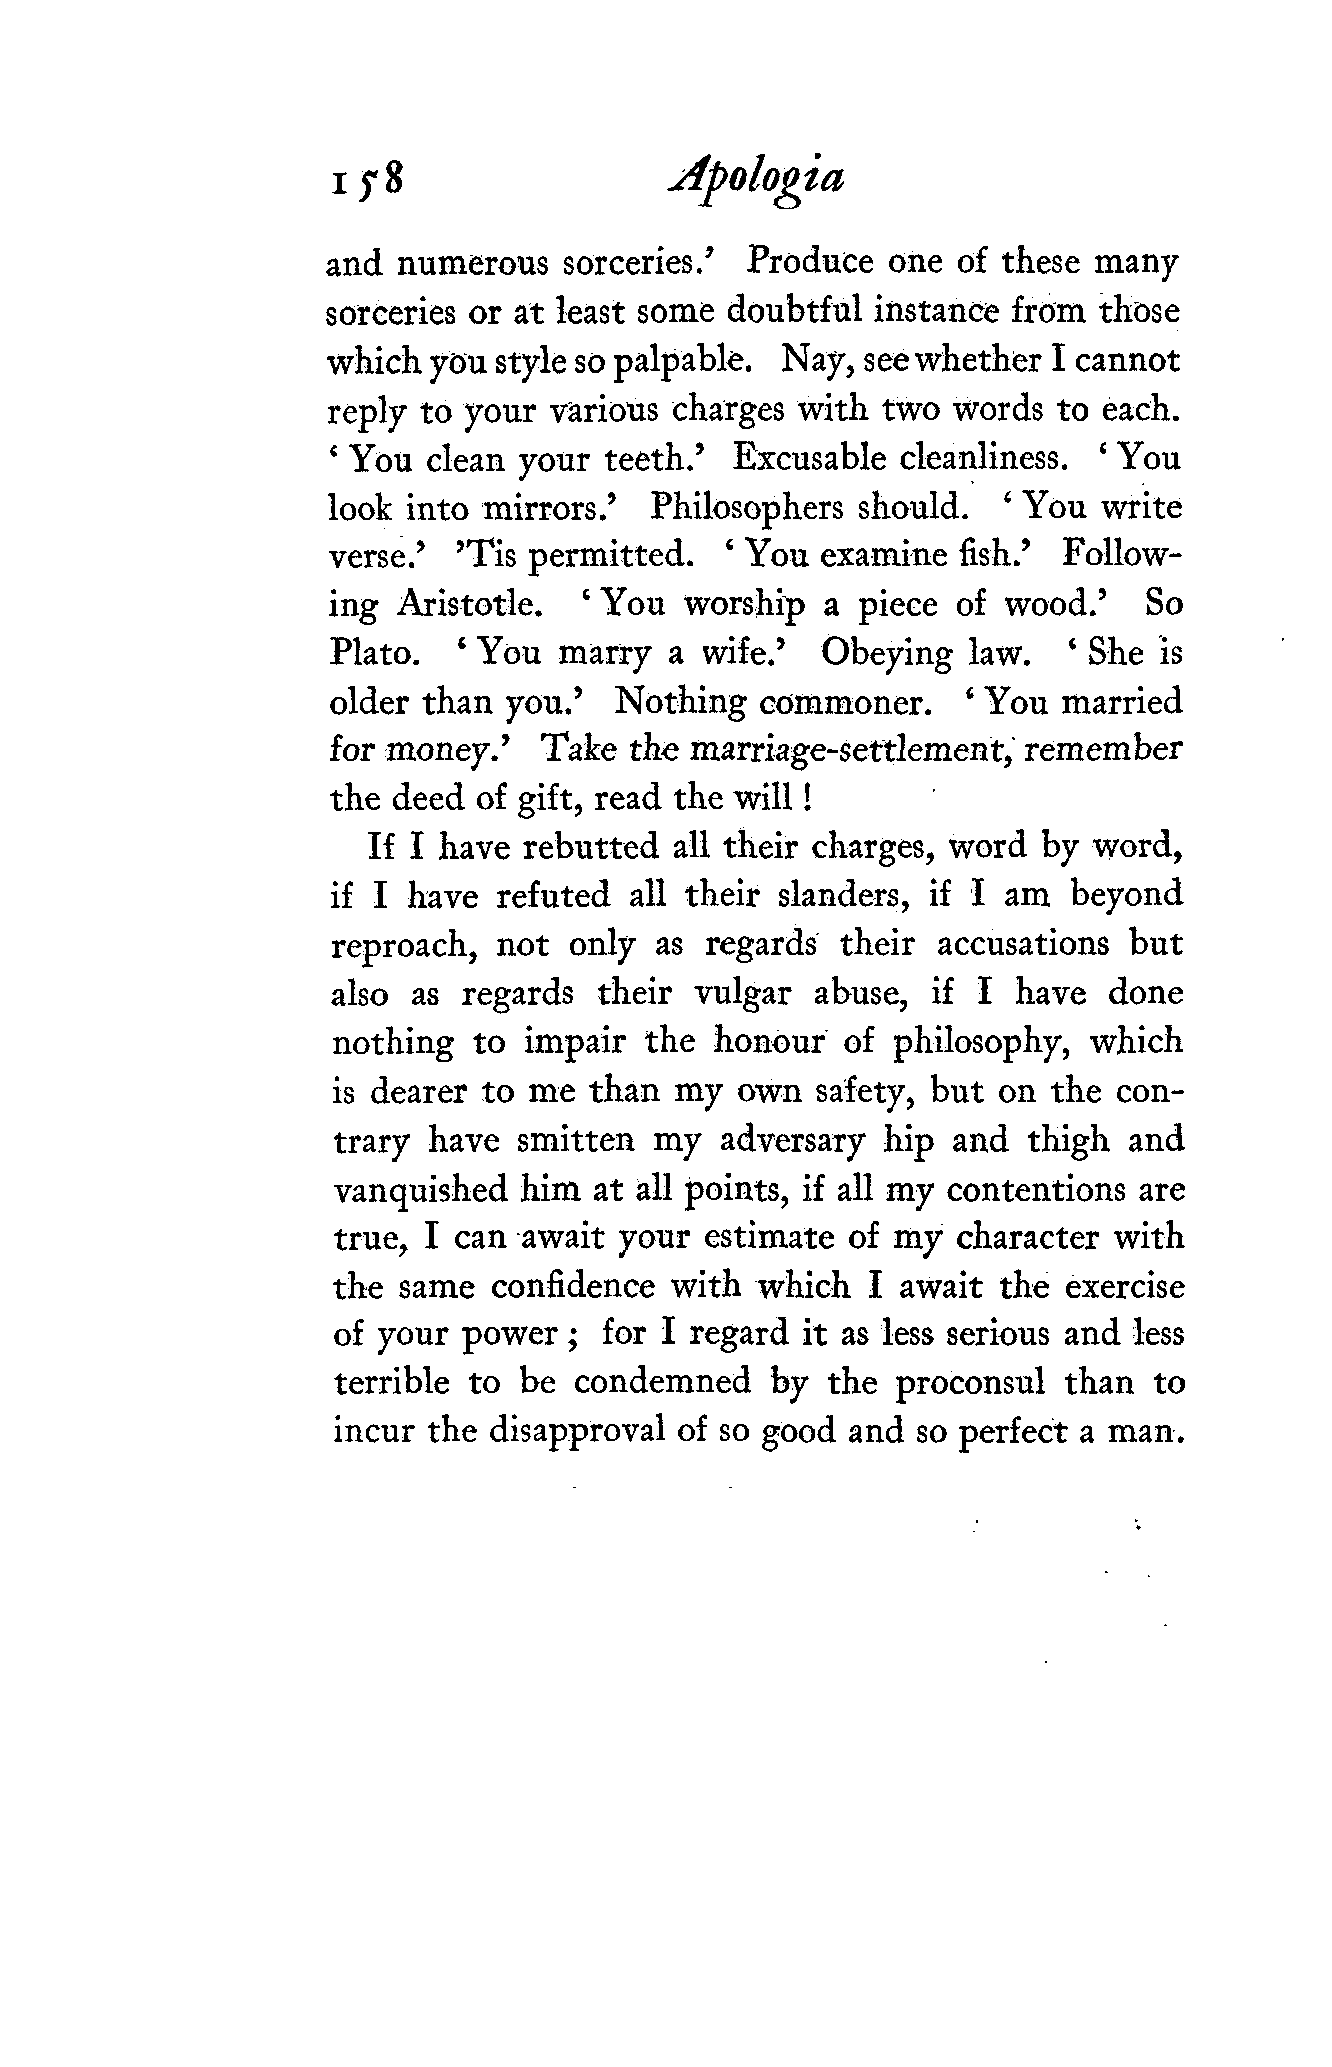 158 Apologia
and numerous sorceries.’ Produce one of these many
sorceries or at least some doubtful instance from those
which you style so palpable. Nay, see whether I cannot
reply to your various charges with two words to each.
‘ You clean your teeth.’ Excusable cleanliness. ‘ You
look into mirrors.’ Philosophers should. ‘ You write
verse.’ ’Tis permitted. ‘ You examine fish.’ Follow-
ing Aristotle. ‘ You worship a piece of wood.’ So
Plato. ‘ You marry a wife.’ Obeying law. ‘ She is
older than you.’ Nothing commoner. ‘ You married
for money.’ Take the marriage-settlement, remember
the deed of gift, read the will !
If I have rebutted all their charges, word by word,
if I have refuted all their slanders, if I am beyond
reproach, not only as regards their accusations but
also as regards their vulgar abuse, if I have done
nothing to impair the honour of philosophy, which
is dearer to me than my own safety, but on the con-
trary have smitten my adversary hip and thigh and
vanquished him at all points, if all my contentions are
true, I can await your estimate of my character with
the same confidence with which I await the exercise
of your power ; for I regard it as less serious and less
terrible to be condemned by the proconsul than to
incur the disapproval of so good and so perfect a man.